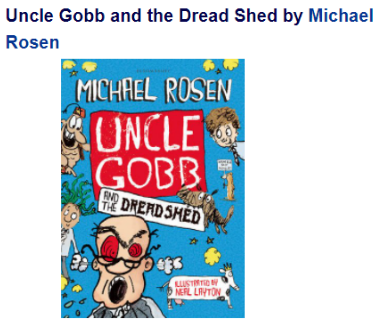 Uncle Gobb and the Dread Shed by Michael
Rosen
MICHAEL ROSEN
UNCLE
GOBB
AND
THE DREAD SHED
ILLUSTRATED BY
NEAL LAYTON